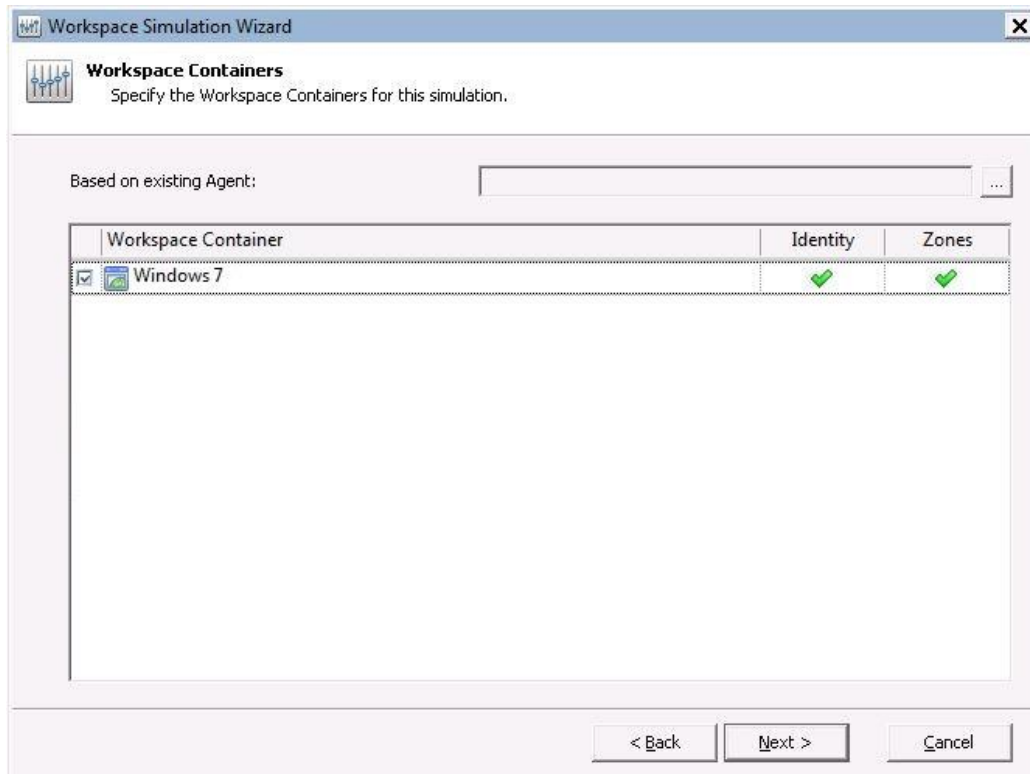 Workspace Simulation Wizard
Workspace Containers
Specify the Workspace Containers for this simulation.
Based on existing Agent:
...
Workspace Container Identity Zones
Windows 7
< Back Next > Cancel